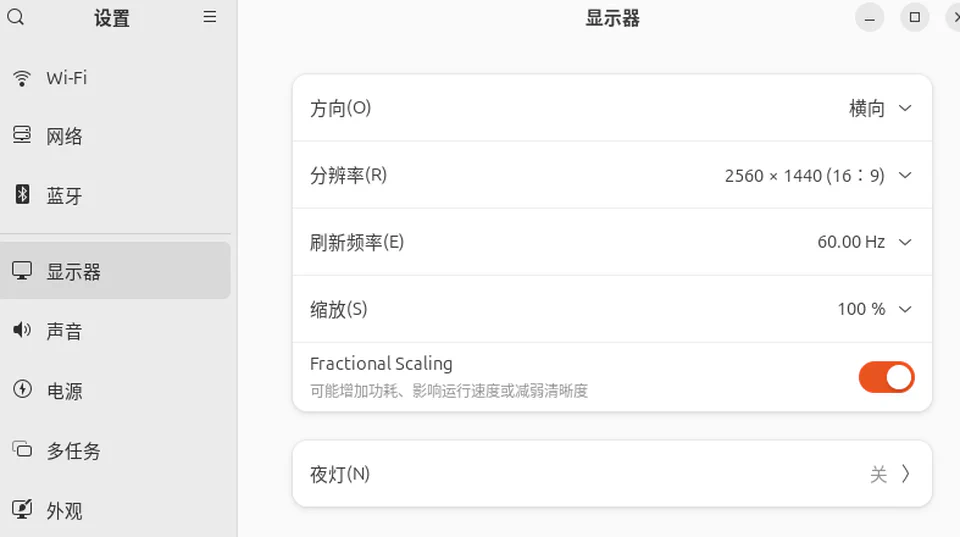 设置
显示器
Wi-Fi
网络
蓝牙
显示器
声音
电源
多任务
外观
方向(O)
横向
分辨率(R)
2560 × 1440 (16∶9)
刷新频率(E)
60.00 Hz
缩放(S)
100 %
Fractional Scaling
可能增加功耗、影响运行速度或减弱清晰度
夜灯(N)
关